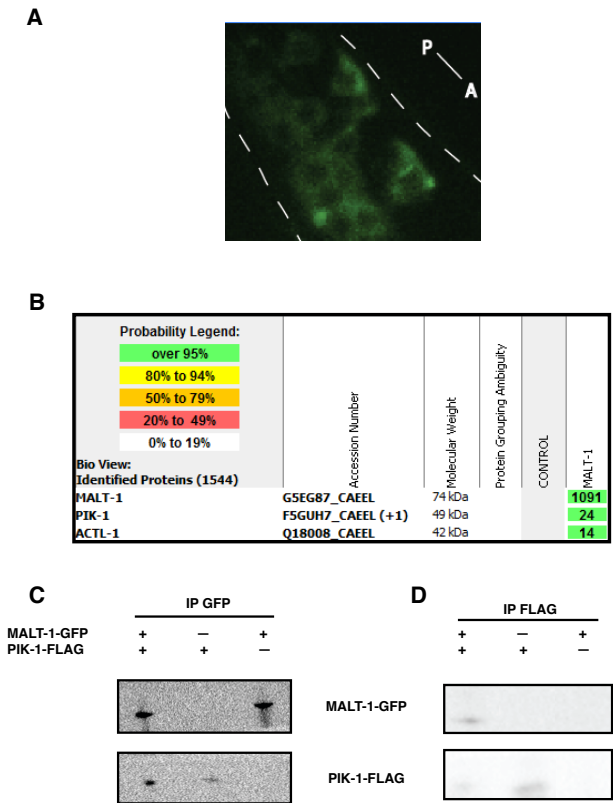 A
P
A
B
Probability Legend:
over 95%
80% to 94%
50% to 79%
20% to 49%
0% to 19%
Bio View:
Identified Proteins (1544)
Accession Number
Molecular Weight
Protein Grouping Ambiguity
CONTROL
MALT-1
MALT-1 G5EG87_CAEEL 74 kDa 1091
PIK-1 F5GUH7_CAEEL (+1) 49 kDa 24
ACTL-1 Q18008_CAEEL 42 kDa 14
C
IP GFP
MALT-1-GFP + − +
PIK-1-FLAG + + −
D
IP FLAG
+ − +
+ + −
MALT-1-GFP
PIK-1-FLAG